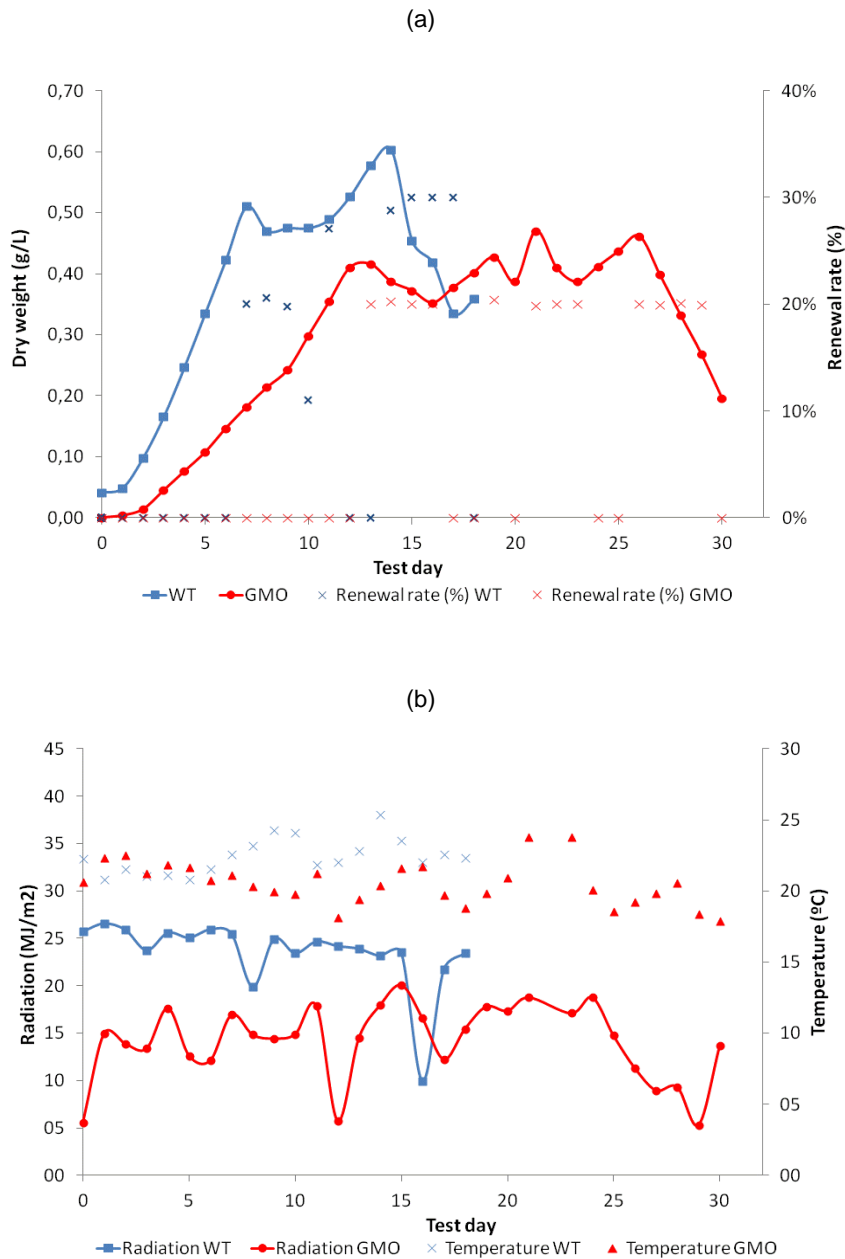 (a)
0,70
0,60
0,50
0,40
0,30
0,20
0,10
0,00
Dry weight (g/L)
40%
30%
20%
10%
0%
Renewal rate (%)
0 5 10 15 20 25 30
Test day
WT GMO Renewal rate (%) WT Renewal rate (%) GMO
(b)
45
40
35
30
25
20
15
10
05
00
Radiation (MJ/m2)
30
25
20
15
10
05
00
Temperature (ºC)
0 5 10 15 20 25 30
Test day
Radiation WT Radiation GMO Temperature WT Temperature GMO